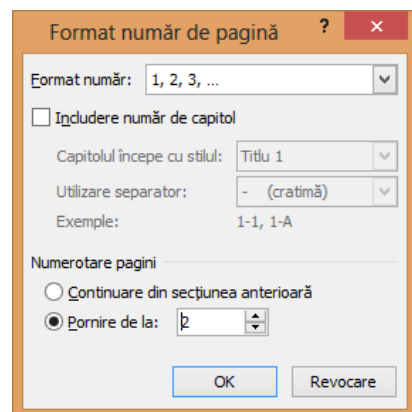 Format număr de pagină ? ×
Format număr: 1, 2, 3, ...
Includere număr de capitol
Capitolul începe cu stilul: Titlu 1
Utilizare separator: - (cratimă)
Exemple: 1-1, 1-A
Numerotare pagini
Continuare din secțiunea anterioară
Pornire de la: 2
OK Revocare